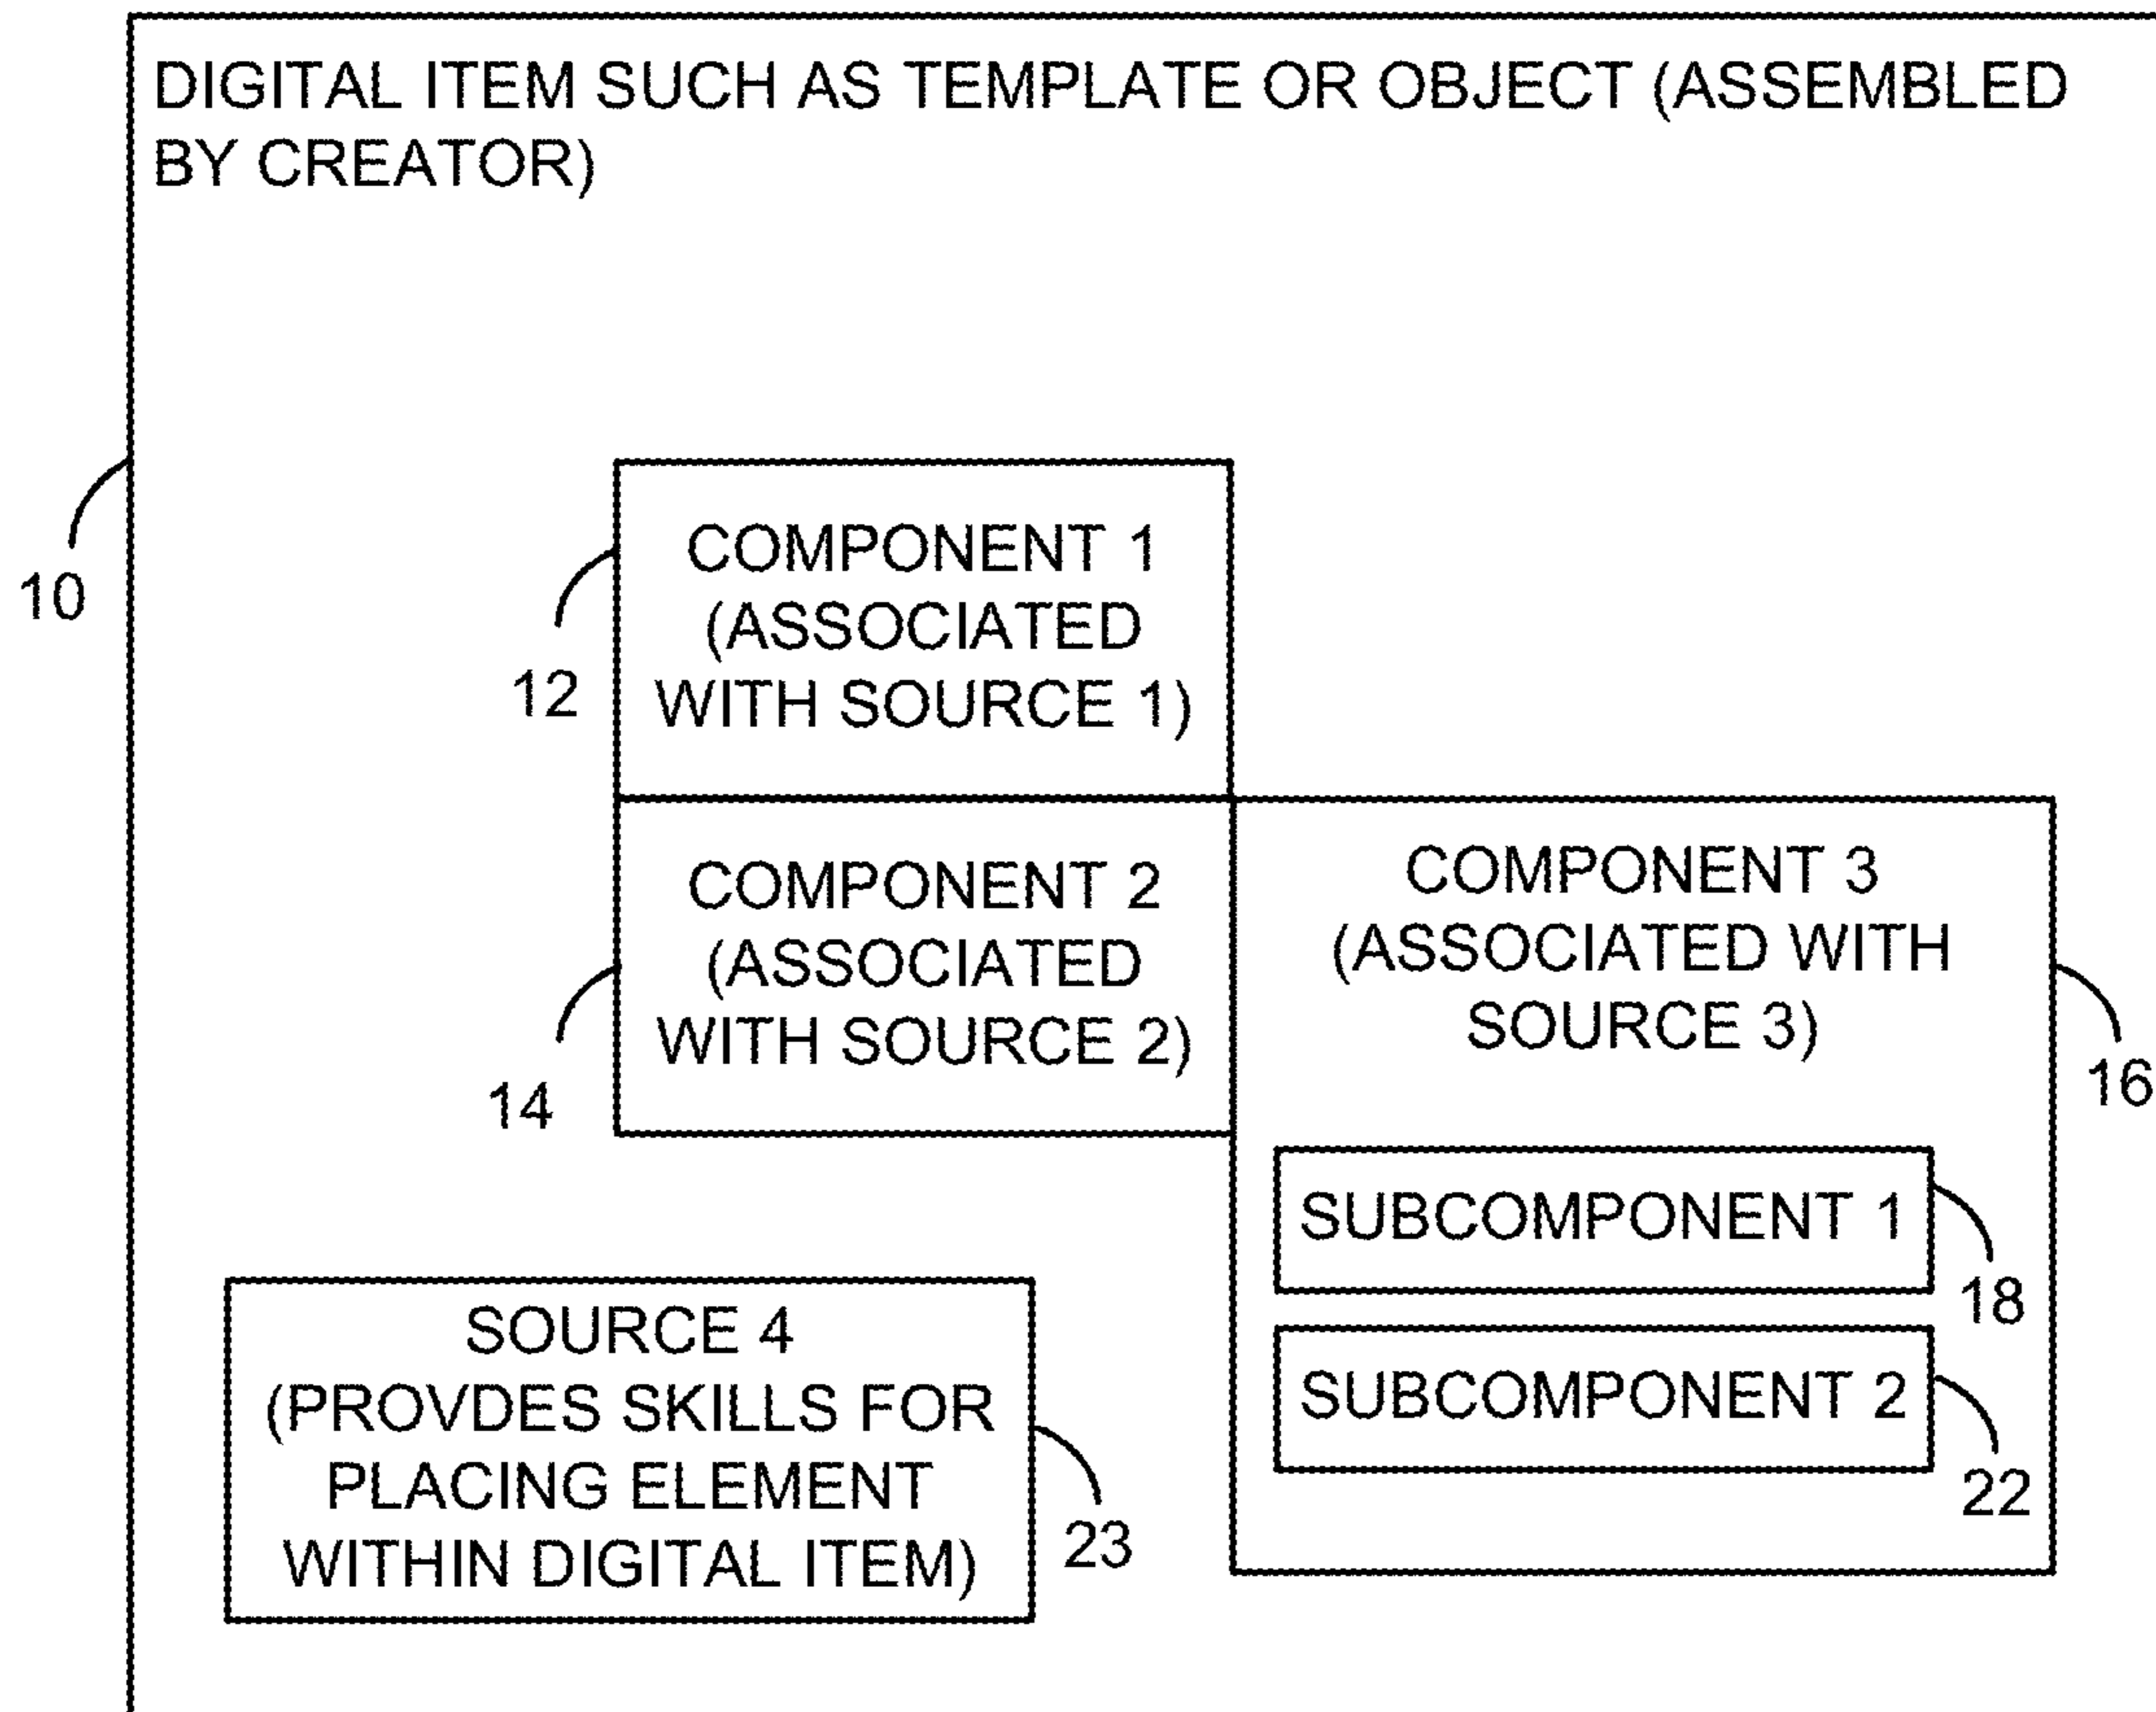 DIGITAL ITEM SUCH AS TEMPLATE OR OBJECT (ASSEMBLED
BY CREATOR)
10
COMPONENT 1
(ASSOCIATED
WITH SOURCE 1)
12
COMPONENT 2
(ASSOCIATED
WITH SOURCE 2)
14
COMPONENT 3
(ASSOCIATED WITH
SOURCE 3)
16
SUBCOMPONENT 1
18
SUBCOMPONENT 2
22
SOURCE 4
(PROVDES SKILLS FOR
PLACING ELEMENT
WITHIN DIGITAL ITEM)
23